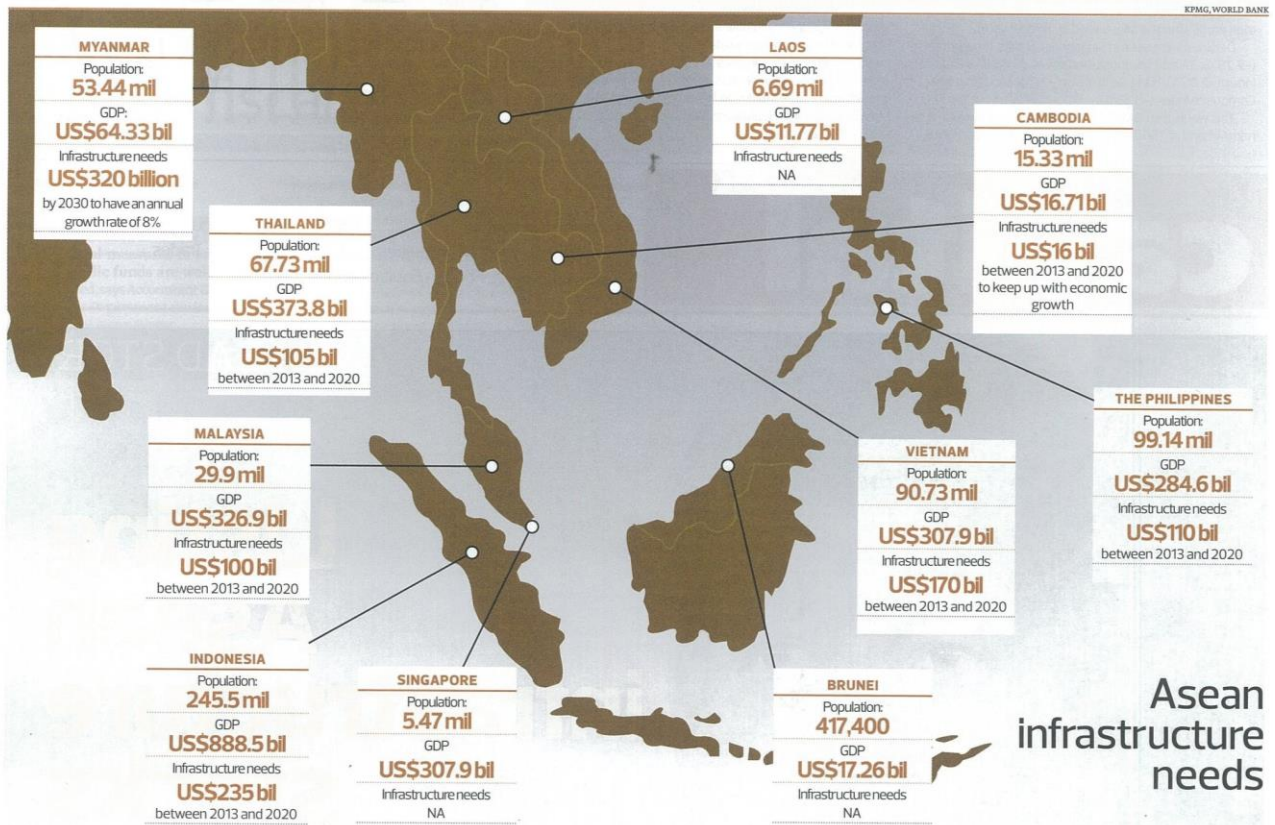 KPMG, WORLD BANK
MYANMAR
Population:
53.44 mil
GDP:
US$64.33 bil
Infrastructure needs
US$320 billion
by 2030 to have an annual
growth rate of 8%
LAOS
Population:
6.69 mil
GDP
US$11.77 bil
Infrastructure needs
NA
CAMBODIA
Population:
15.33 mil
GDP
US$16.71 bil
Infrastructure needs
US$16 bil
between 2013 and 2020
to keep up with economic
growth
THAILAND
Population:
67.73 mil
GDP
US$373.8 bil
Infrastructure needs
US$105 bil
between 2013 and 2020
THE PHILIPPINES
Population:
99.14 mil
GDP
US$284.6 bil
Infrastructure needs
US$110 bil
between 2013 and 2020
MALAYSIA
Population:
29.9 mil
GDP
US$326.9 bil
Infrastructure needs
US$100 bil
between 2013 and 2020
VIETNAM
Population:
90.73 mil
GDP
US$307.9 bil
Infrastructure needs
US$170 bil
between 2013 and 2020
INDONESIA
Population:
245.5 mil
GDP
US$888.5 bil
Infrastructure needs
US$235 bil
between 2013 and 2020
SINGAPORE
Population:
5.47 mil
GDP
US$307.9 bil
Infrastructure needs
NA
BRUNEI
Population:
417,400
GDP
US$17.26 bil
Infrastructure needs
NA
Asean
infrastructure
needs